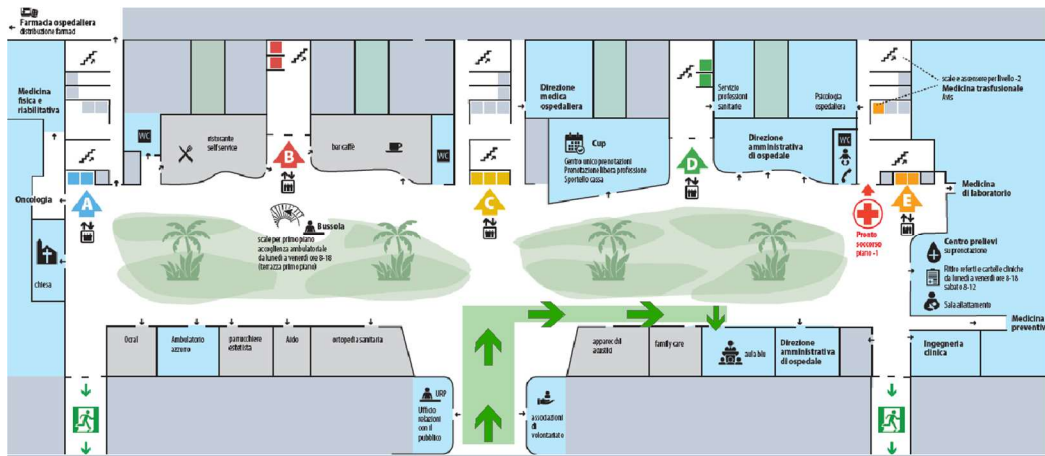 Farmacia ospedaliera
distribuzione farmaci
Medicina
fisica e
riabilitativa
WC
ristorante
self service
B
bar caffè
WC
Direzione
medica
ospedaliera
Cup
Centro unico prenotazioni
Prenotazione libera professione
Sportello cassa
Servizio
professioni
sanitarie
D
Direzione
amministrativa
di ospedale
Psicologia
ospedaliera
WC
scale e ascensore per livello -2
Medicina trasfusionale
Avis
Oncologia
A
chiesa
Bussola
scale per primo piano
accoglienza ambulatoriale
da lunedì a venerdì ore 8-18
(terrazza primo piano)
C
Pronto
soccorso
piano -1
E
Medicina
di laboratorio
Centro prelievi
su prenotazione
Ritiro referti e cartelle cliniche
da lunedì a venerdì ore 8-18
sabato 8-12
Sala allattamento
Medicina
preventiva
Ingegneria
clinica
Ocral
Ambulatorio
azzurro
parrucchiere
estetista
Aido
ortopedia sanitaria
URP
Ufficio
relazioni
con il
pubblico
associazioni
di
volontariato
apparecchi
acustici
family care
aula blu
Direzione
amministrativa
di ospedale